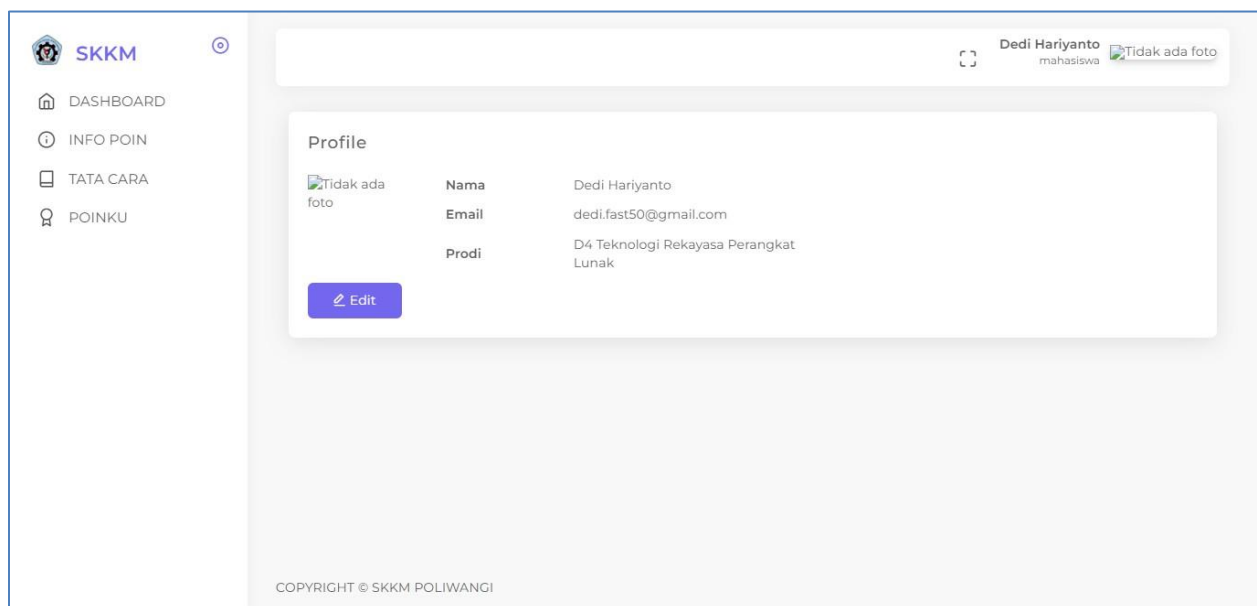 SKKM
DASHBOARD
INFO POIN
TATA CARA
POINKU
Dedi Hariyanto
mahasiswa
Tidak ada foto
Profile
Tidak ada
foto
Nama
Dedi Hariyanto
Email
dedi.fast50@gmail.com
Prodi
D4 Teknologi Rekayasa Perangkat
Lunak
Edit
COPYRIGHT © SKKM POLIWANGI